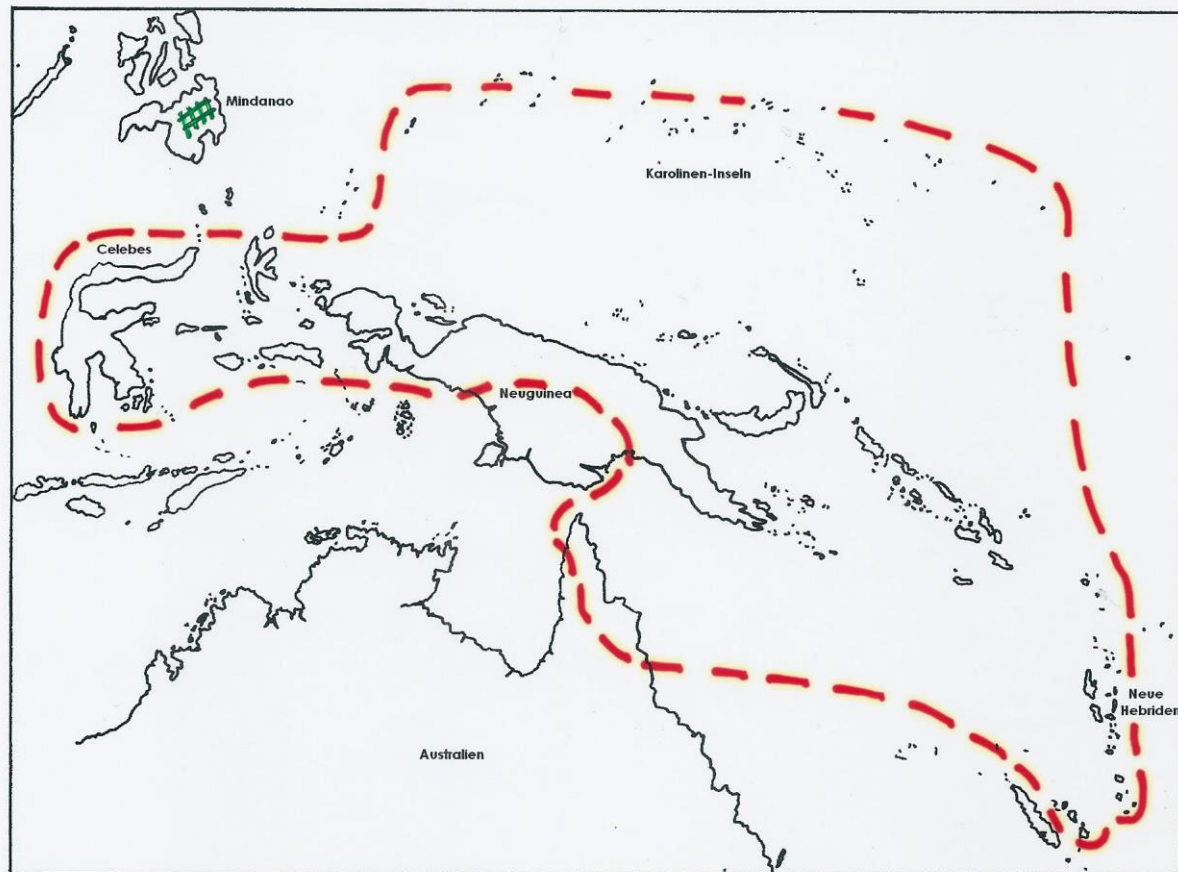 Mindanao
Karolinen-Inseln
Celebes
Neuguinea
Neue
Hebriden
Australien